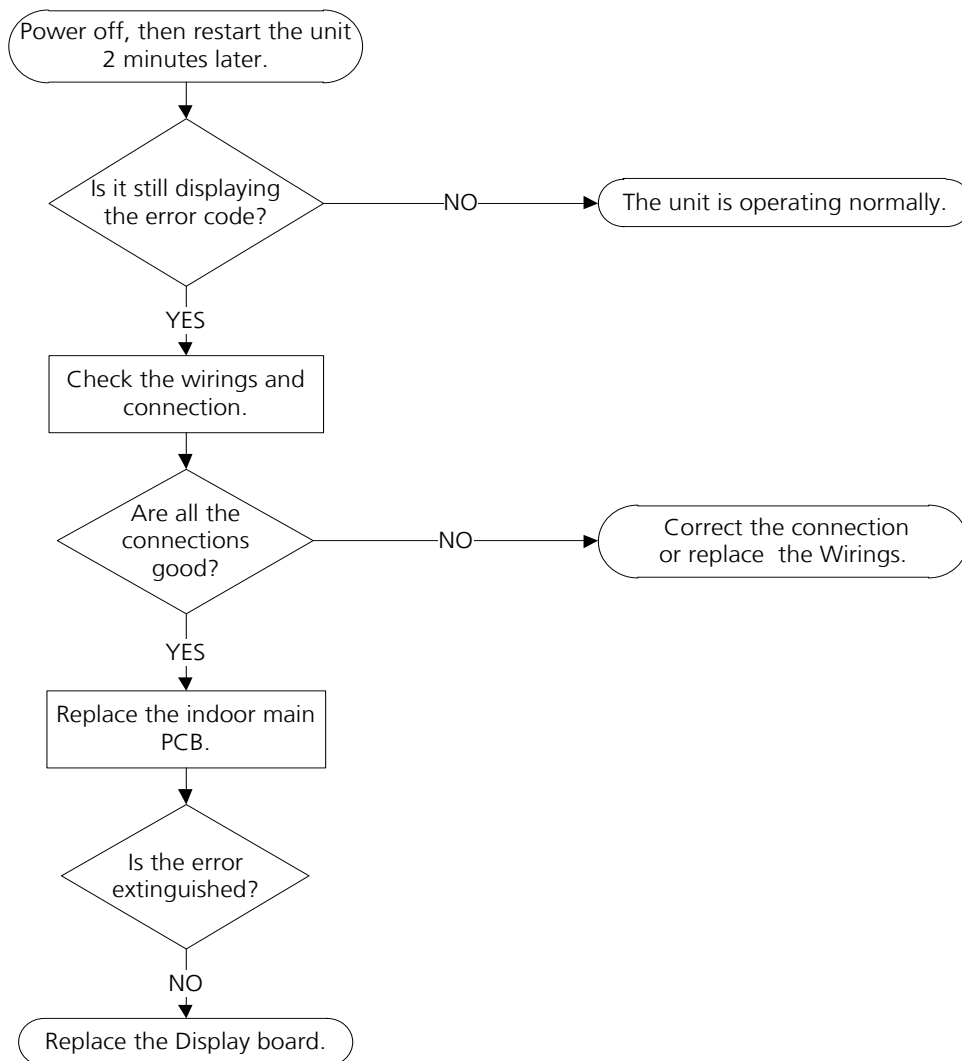 Power off, then restart the unit
2 minutes later.
Is it still displaying
the error code?
NO
The unit is operating normally.
YES
Check the wirings and
connection.
Are all the
connections
good?
NO
Correct the connection
or replace  the Wirings.
YES
Replace the indoor main
PCB.
Is the error
extinguished?
NO
Replace the Display board.